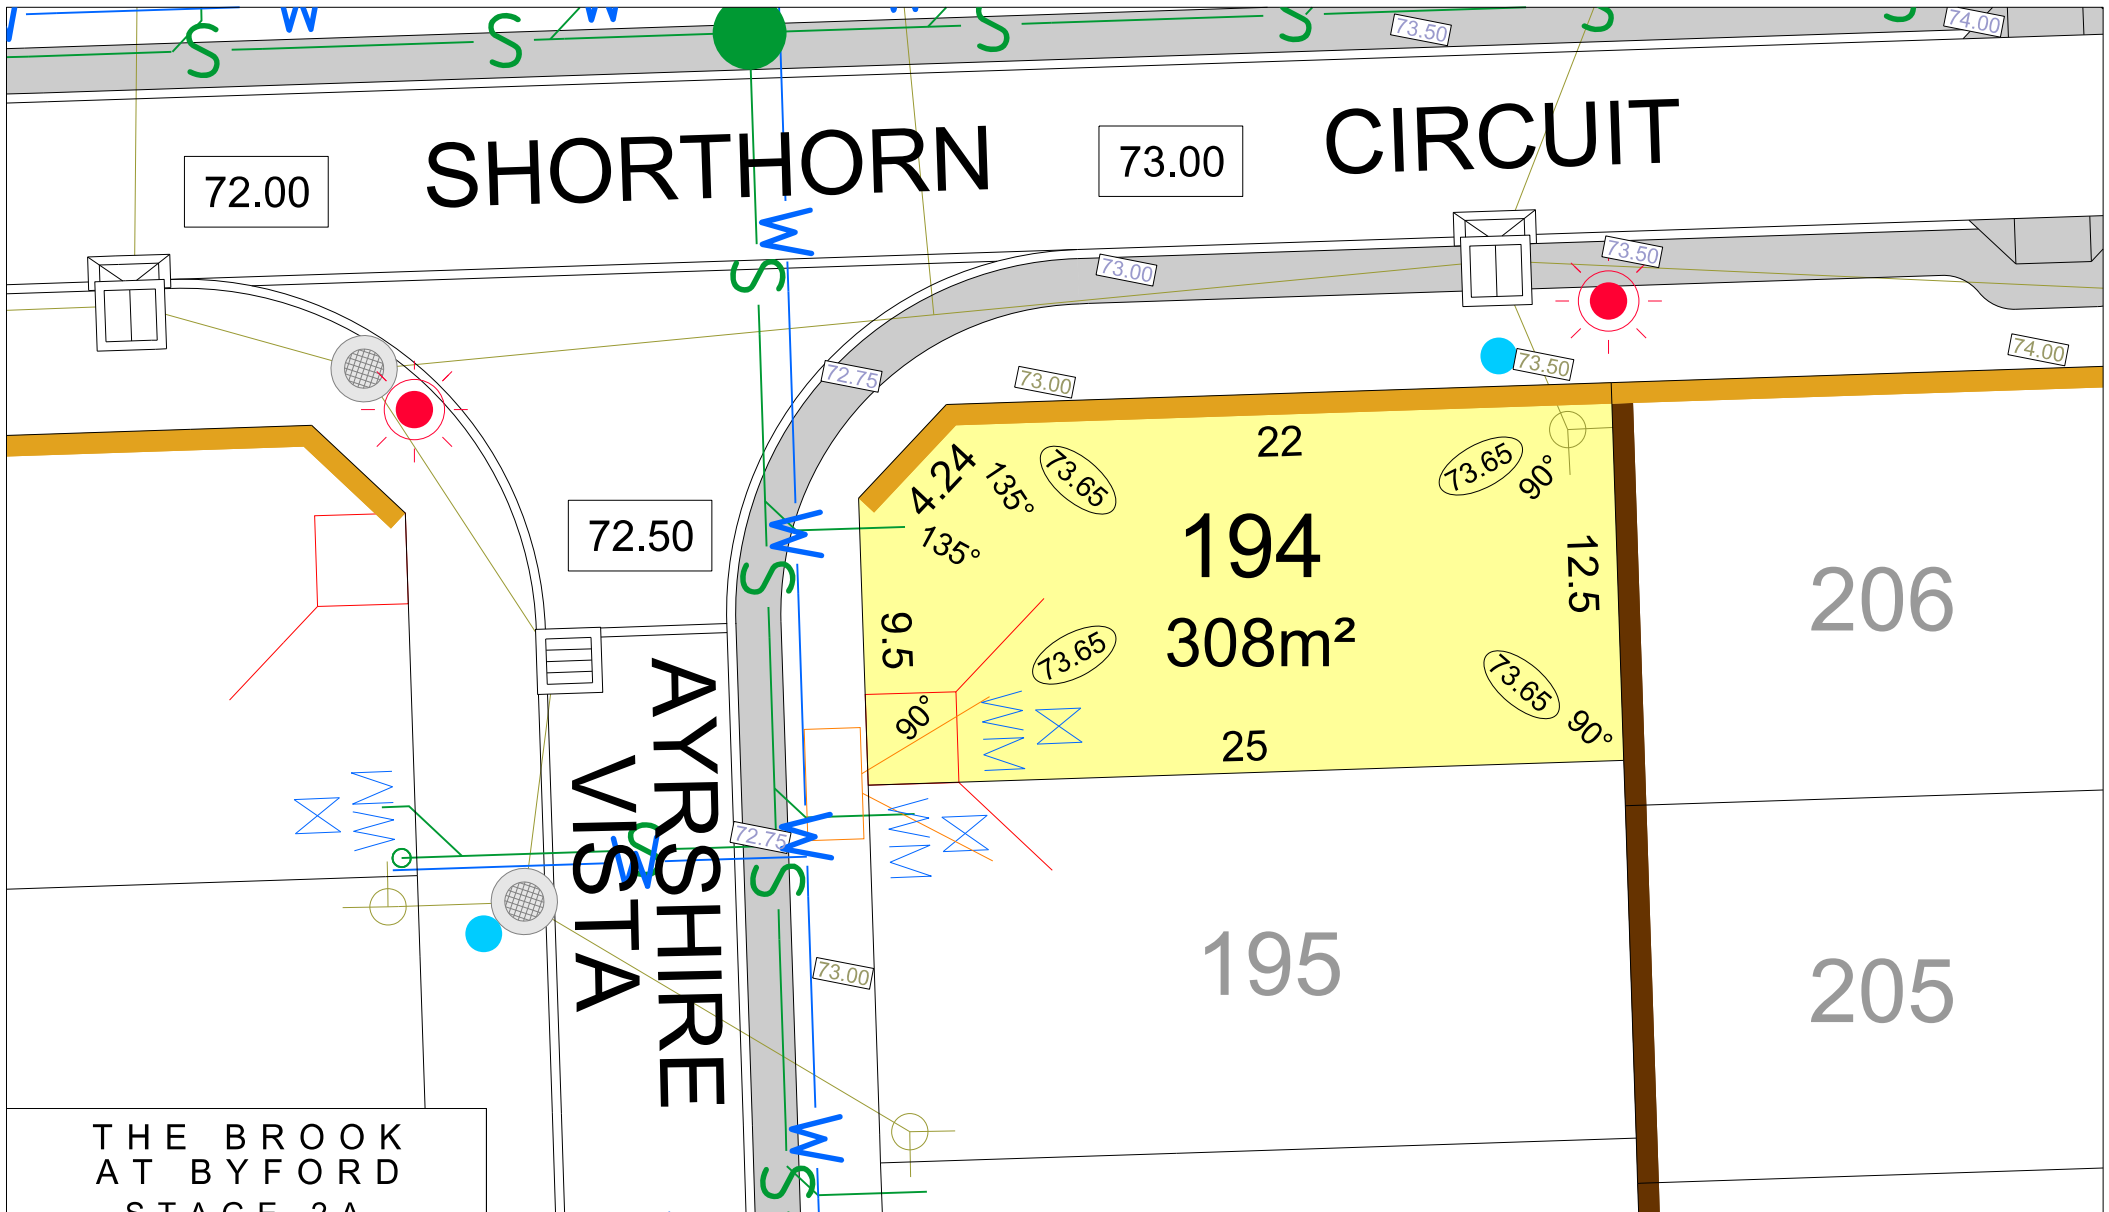 W
S
W
S
W
S
W
S
S
S
73.50
74.00
SHORTHORN CIRCUIT
72.00
73.00
W
S
73.00
73.50
72.75
73.00
73.50
74.00
22
4.24
135°
73.65
73.65
90°
72.50
194
135°
W
S
12.5
206
9.5
308m²
73.65
73.65
90°
90°
25
AYRSHIRE
VISTA
S
W
72.75
W
S
195
205
73.00
W
S
THE BROOK
AT BYFORD
STAGE 2A